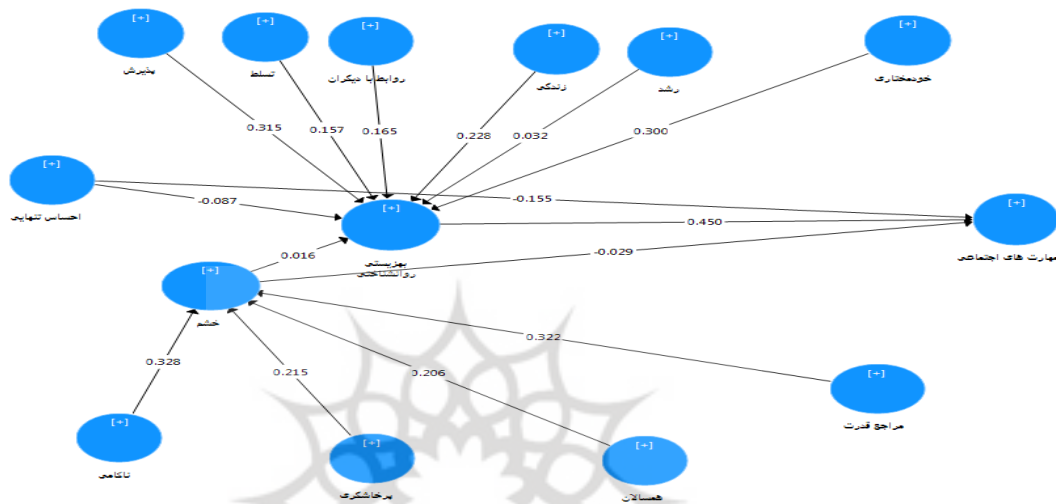 [+]
[+]
[+]
[+]
[+]
[+]
پذیرش
تسلط
روابط با دیگران
زندگی
رشد
خودمختاری
0.315
0.157
0.165
0.228
0.032
0.300
[+]
احساس تنهایی
-0.087
-0.155
[+]
بهزیستی
روانشناختی
0.450
[+]
مهارت های اجتماعی
0.016
-0.029
[+]
خشم
0.328
0.215
0.206
0.322
[+]
مراجع قدرت
[+]
ناکامی
[+]
پرخاشگری
[+]
همسالان